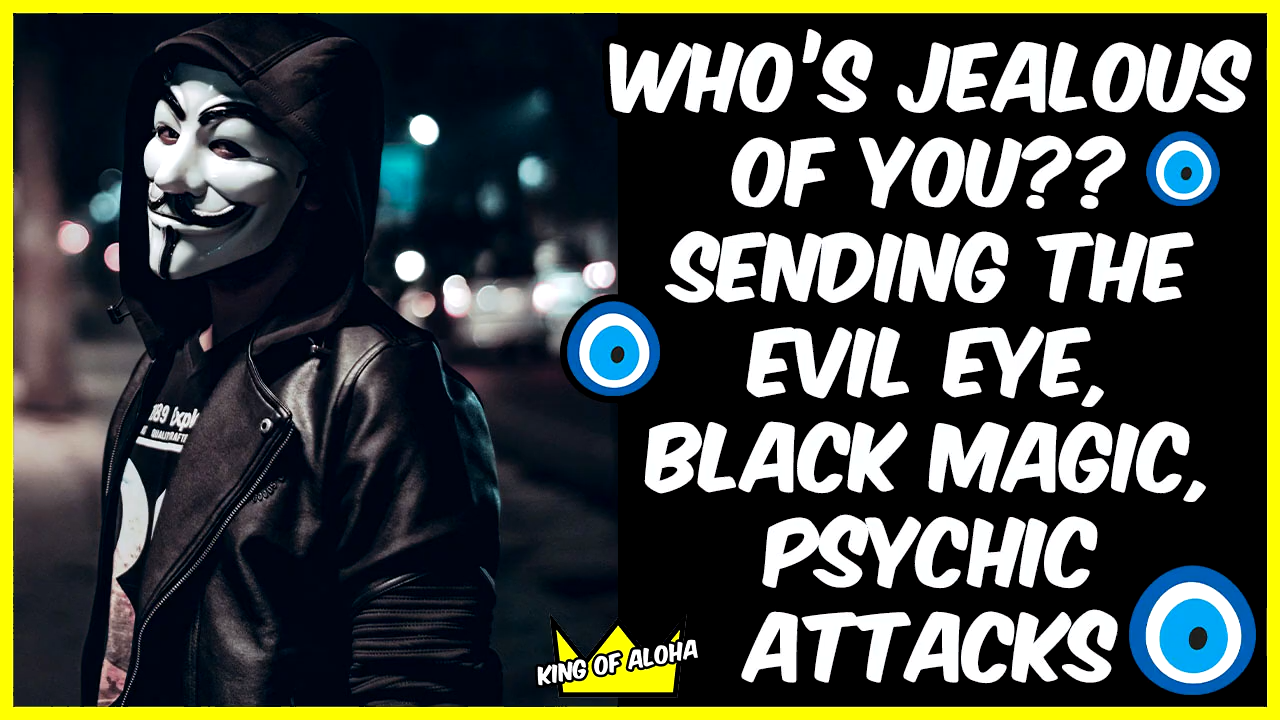 WHO'S JEALOUS
OF YOU??
SENDING THE
EVIL EYE,
BLACK MAGIC,
PSYCHIC
ATTACKS
KING OF ALOHA